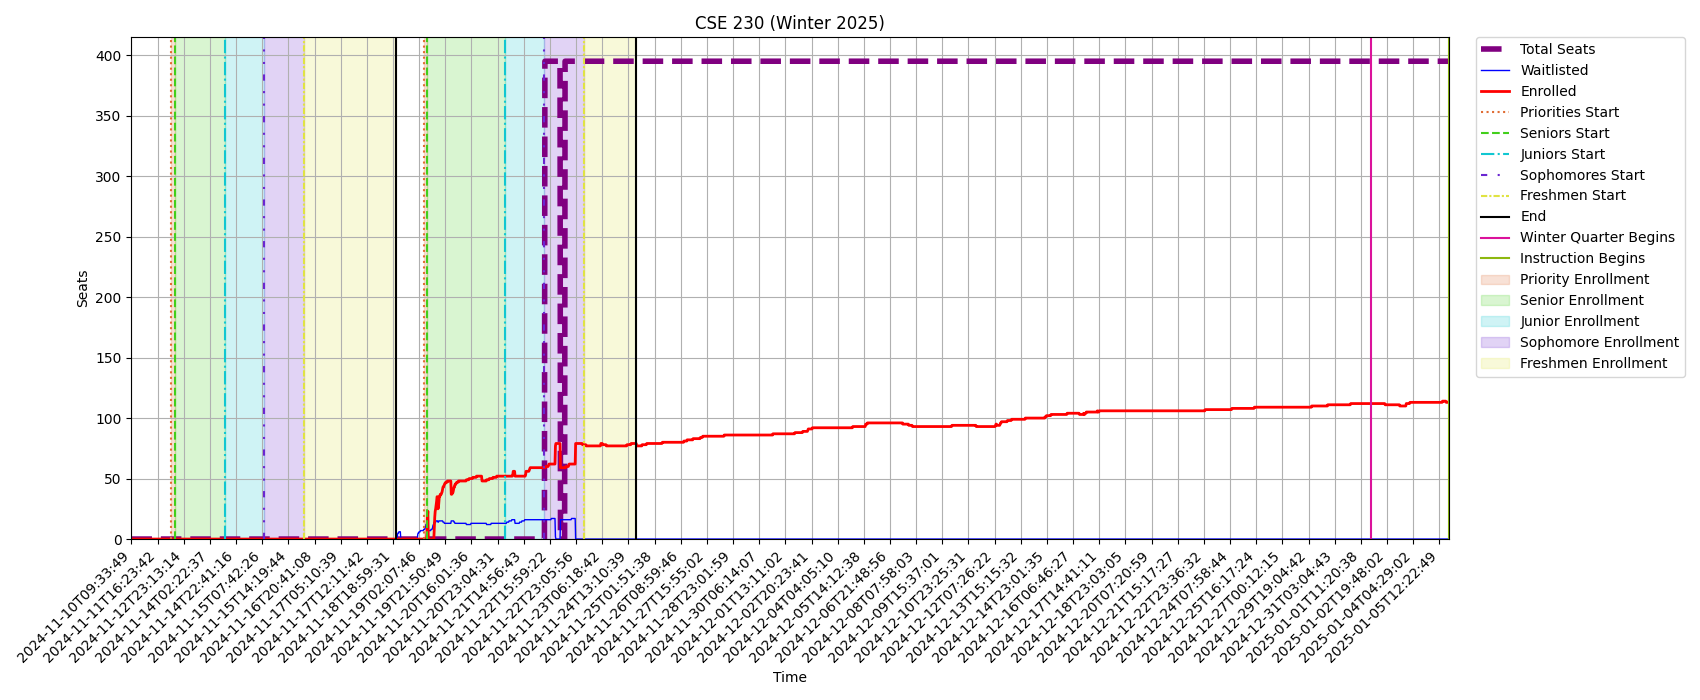 CSE 230 (Winter 2025)
Seats
400
350
300
250
200
150
100
50
0
2024-11-10T09:33:49
2024-11-11T16:23:42
2024-11-12T23:13:14
2024-11-14T02:22:37
2024-11-14T22:41:16
2024-11-15T07:42:26
2024-11-15T14:19:44
2024-11-16T20:41:08
2024-11-17T05:10:39
2024-11-17T12:11:42
2024-11-18T18:59:31
2024-11-19T02:07:46
2024-11-19T21:50:49
2024-11-20T16:01:36
2024-11-20T23:04:31
2024-11-21T14:56:43
2024-11-22T15:59:22
2024-11-22T23:05:56
2024-11-23T06:18:42
2024-11-24T13:10:39
2024-11-25T01:51:38
2024-11-26T08:59:46
2024-11-27T15:55:02
2024-11-28T23:01:59
2024-11-30T06:14:07
2024-12-01T13:11:02
2024-12-02T20:23:41
2024-12-04T04:05:10
2024-12-05T14:12:38
2024-12-06T21:48:56
2024-12-08T07:58:03
2024-12-09T15:37:01
2024-12-10T23:25:31
2024-12-12T07:26:22
2024-12-13T15:15:32
2024-12-14T23:01:35
2024-12-16T06:46:27
2024-12-17T14:41:11
2024-12-18T23:03:05
2024-12-20T07:20:59
2024-12-21T15:17:27
2024-12-22T23:36:32
2024-12-24T07:58:44
2024-12-25T16:17:24
2024-12-27T00:12:15
2024-12-29T19:04:42
2024-12-31T03:04:43
2025-01-01T11:20:38
2025-01-02T19:48:02
2025-01-04T04:29:02
2025-01-05T12:22:49
Time
Total Seats
Waitlisted
Enrolled
Priorities Start
Seniors Start
Juniors Start
Sophomores Start
Freshmen Start
End
Winter Quarter Begins
Instruction Begins
Priority Enrollment
Senior Enrollment
Junior Enrollment
Sophomore Enrollment
Freshmen Enrollment